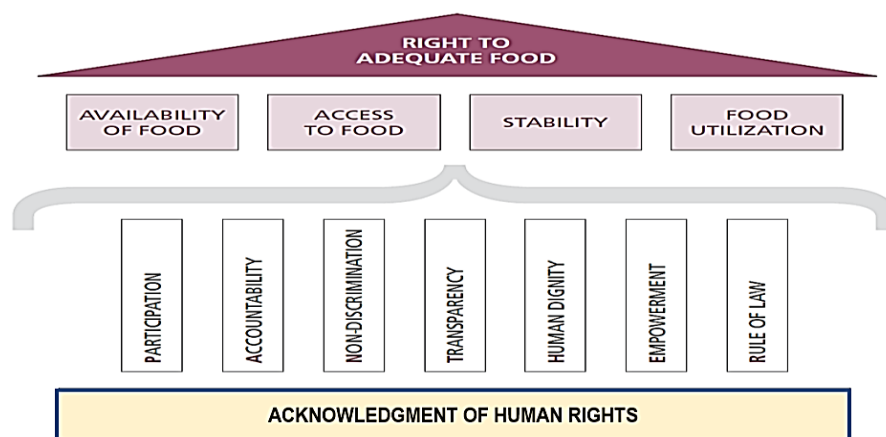 RIGHT TO
ADEQUATE FOOD
AVAILABILITY
OF FOOD
ACCESS
TO FOOD
STABILITY
FOOD
UTILIZATION
PARTICIPATION
ACCOUNTABILITY
NON-DISCRIMINATION
TRANSPARENCY
HUMAN DIGNITY
EMPOWERMENT
RULE OF LAW
ACKNOWLEDGMENT OF HUMAN RIGHTS